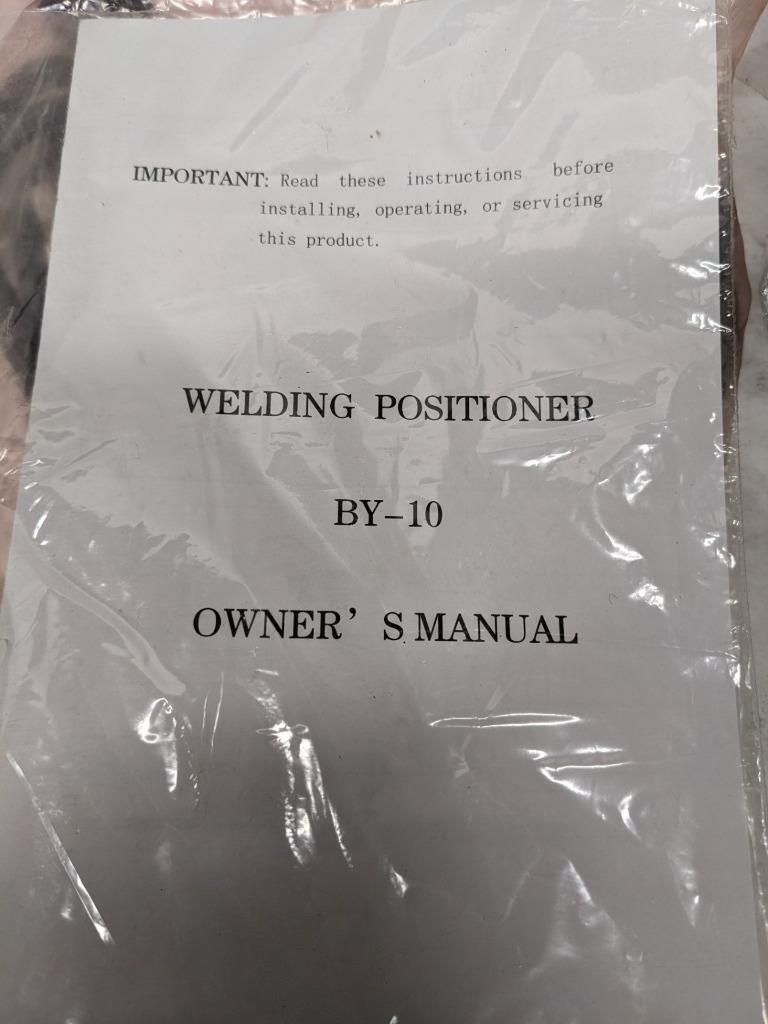 IMPORTANT: Read these instructions before
installing, operating, or servicing
this product.
WELDING POSITIONER
BY-10
OWNER' S MANUAL